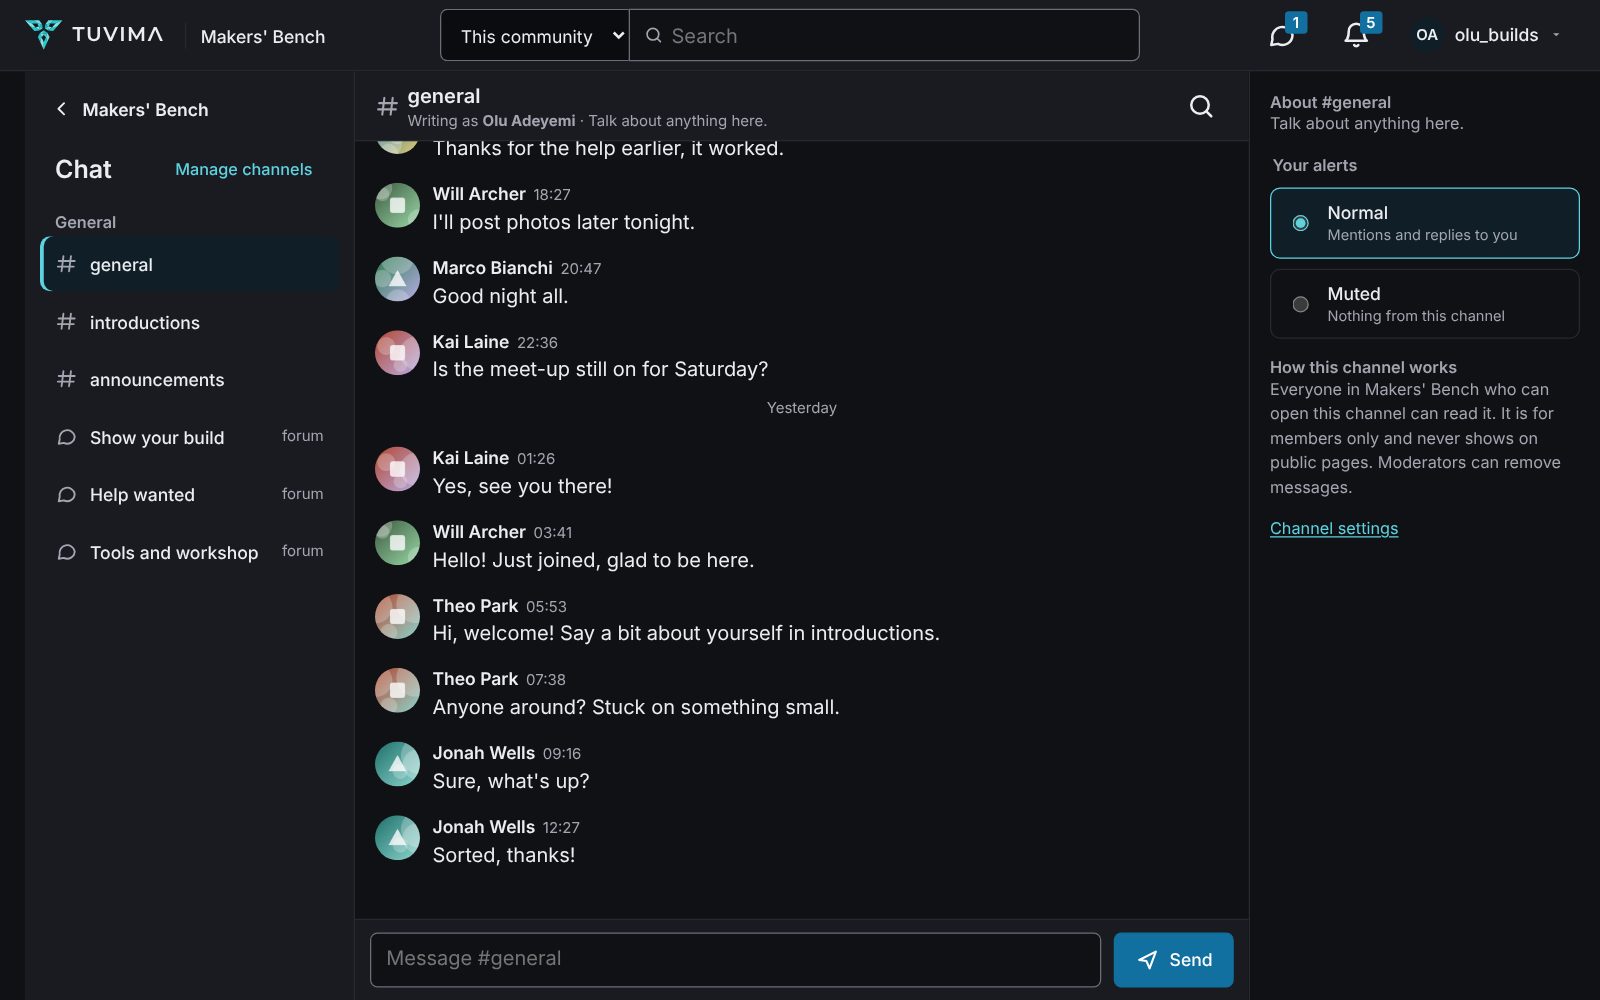 TUVIMA
Makers' Bench
This community
Search
1
5
OA
olu_builds
Makers' Bench
Chat
Manage channels
General
general
introductions
announcements
Show your build
forum
Help wanted
forum
Tools and workshop
forum
# general
Writing as Olu Adeyemi · Talk about anything here.
Thanks for the help earlier, it worked.
Will Archer 18:27
I'll post photos later tonight.
Marco Bianchi 20:47
Good night all.
Kai Laine 22:36
Is the meet-up still on for Saturday?
Yesterday
Kai Laine 01:26
Yes, see you there!
Will Archer 03:41
Hello! Just joined, glad to be here.
Theo Park 05:53
Hi, welcome! Say a bit about yourself in introductions.
Theo Park 07:38
Anyone around? Stuck on something small.
Jonah Wells 09:16
Sure, what's up?
Jonah Wells 12:27
Sorted, thanks!
Message #general
Send
About #general
Talk about anything here.
Your alerts
Normal
Mentions and replies to you
Muted
Nothing from this channel
How this channel works
Everyone in Makers' Bench who can
open this channel can read it. It is for
members only and never shows on
public pages. Moderators can remove
messages.
Channel settings